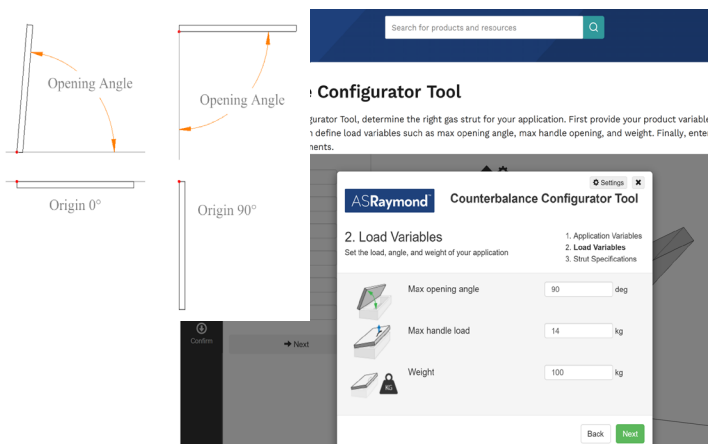 Opening Angle
Opening Angle
Origin 0°
Origin 90°
Search for products and resources
Configurator Tool
Tool, determine the right gas strut for your application. First provide your product variable
define load variables such as max opening angle, max handle opening, and weight. Finally, enter
Settings
ASRaymond
Counterbalance Configurator Tool
2. Load Variables
Set the load, angle, and weight of your application
1. Application Variables
2. Load Variables
3. Strut Specifications
Max opening angle 90 deg
Max handle load 14 kg
Weight 100 kg
KG
Confirm
Next
Back Next